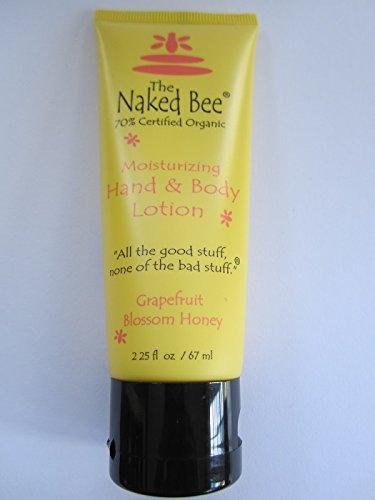 The
Naked Bee®
70% Certified Organic
Moisturizing
Hand & Body
Lotion
"All the good stuff,
none of the bad stuff."®
Grapefruit
Blossom Honey
2.25 fl oz / 67 ml